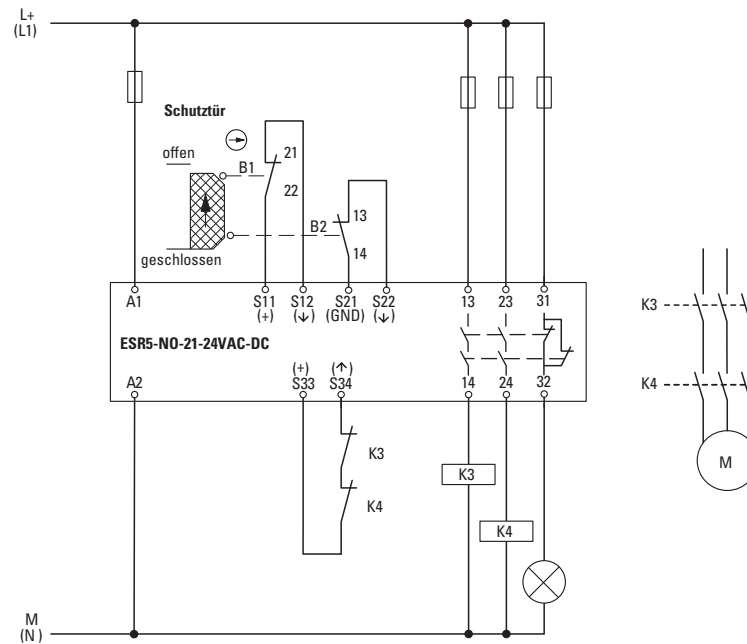 L+
(L1)
Schutztür
offen
B1
21
22
B2
13
14
geschlossen
A1
S11
(+)
S12
(↓)
S21
(GND)
S22
(↓)
13
23
31
ESR5-NO-21-24VAC-DC
A2
(+)
S33
(↑)
S34
14
24
32
K3
K4
K3
K4
M
(N)
K3
K4
M